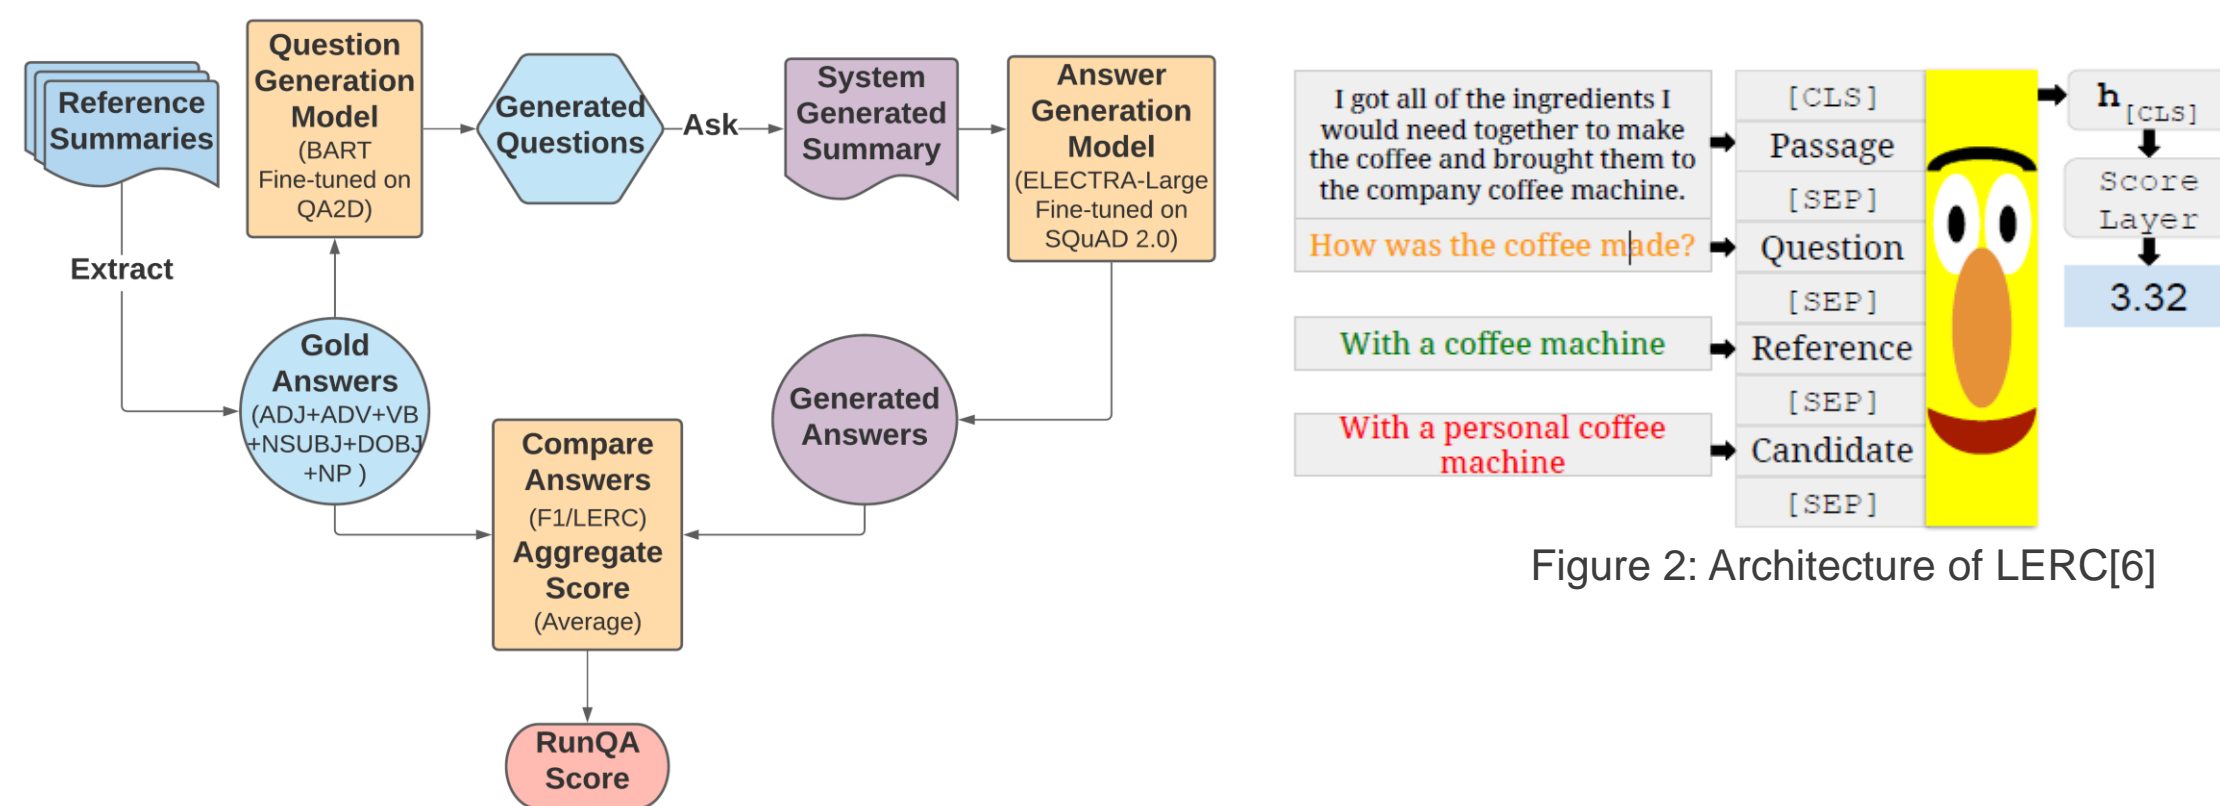 Reference
Summaries
Extract
Question
Generation
Model
(BART
Fine-tuned on
QA2D)
Generated
Questions
Ask
System
Generated
Summary
Answer
Generation
Model
(ELECTRA-Large
Fine-tuned on
SQuAD 2.0)
Gold
Answers
(ADJ+ADV+VB
+NSUBJ+DOBJ
+NP )
Generated
Answers
Compare
Answers
(F1/LERC)
Aggregate
Score
(Average)
RunQA
Score
I got all of the ingredients I
would need together to make
the coffee and brought them to
the company coffee machine.
How was the coffee made?
With a coffee machine
With a personal coffee
machine
[CLS]
Passage
[SEP]
Question
[SEP]
Reference
[SEP]
Candidate
[SEP]
h[CLS]
Score
Layer
3.32
Figure 2: Architecture of LERC[6]